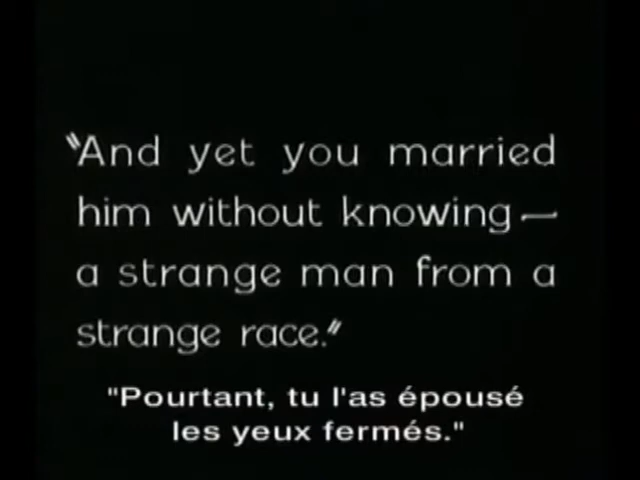 "And yet you married
him without knowing—
a strange man from a
strange race."
"Pourtant, tu l'as épousé
les yeux fermés."